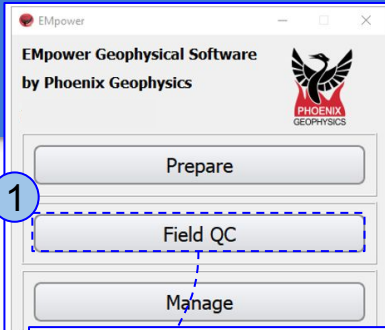 EMpower
EMpower Geophysical Software
by Phoenix Geophysics
PHOENIX
GEOPHYSICS
Prepare
1
Field QC
Manage